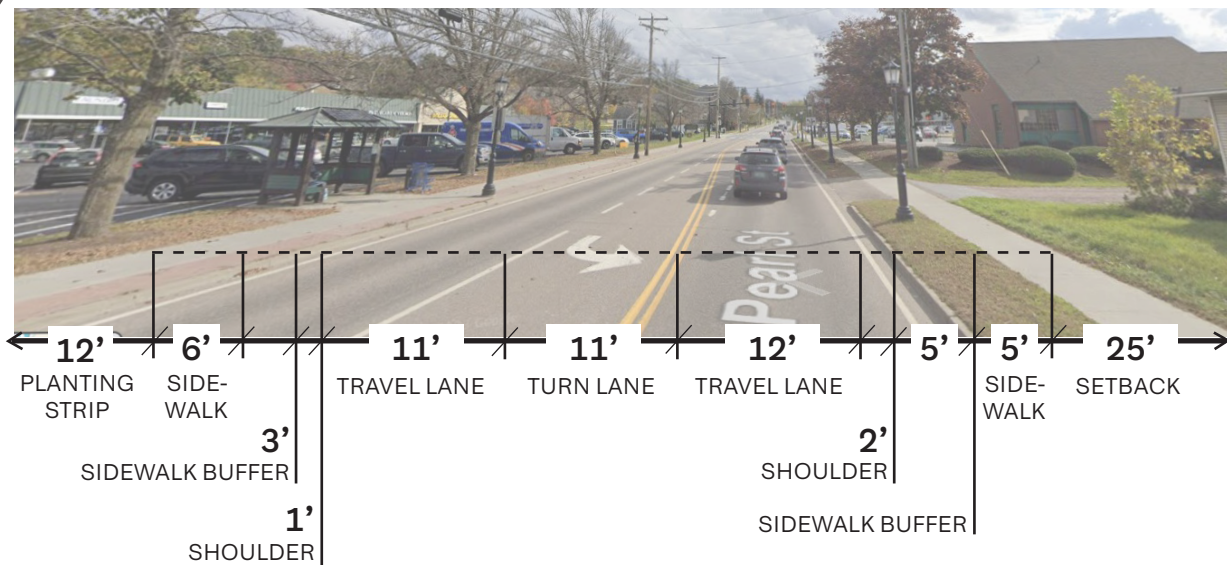 Pearl St
12’ 6’ 11’ 11’ 12’ 5’ 5’ 25’
PLANTING STRIP
SIDE-
WALK
TRAVEL LANE
TURN LANE
TRAVEL LANE
SIDE-
WALK
SETBACK
3’
SIDEWALK BUFFER
2’
SHOULDER
1’
SHOULDER
SIDEWALK BUFFER